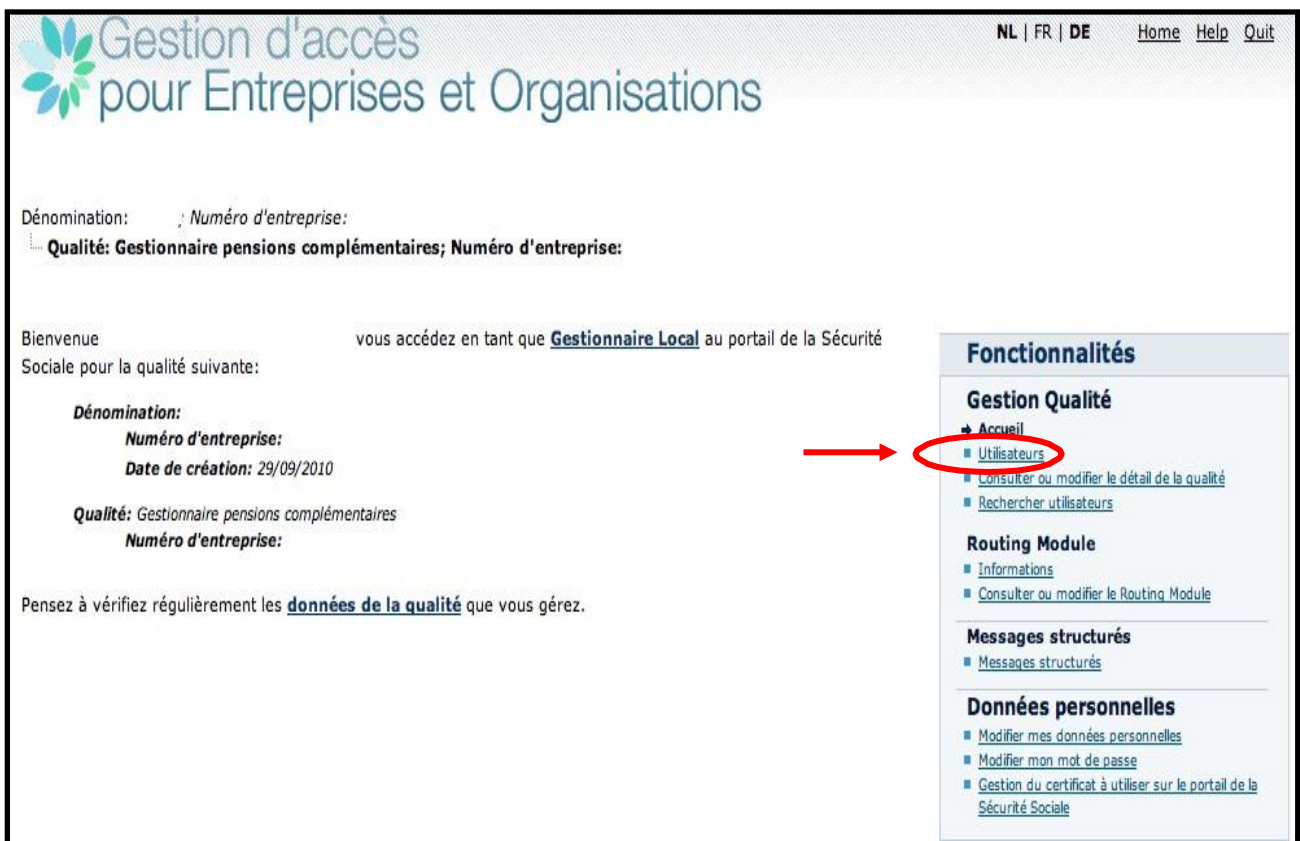 Gestion d'accès
pour Entreprises et Organisations
NL | FR | DE Home Help Quit
Dénomination: ; Numéro d'entreprise:
Qualité: Gestionnaire pensions complémentaires; Numéro d'entreprise:
Bienvenue vous accédez en tant que Gestionnaire Local au portail de la Sécurité
Sociale pour la qualité suivante:
Dénomination:
Numéro d'entreprise:
Date de création: 29/09/2010
Qualité: Gestionnaire pensions complémentaires
Numéro d'entreprise:
Pensez à vérifiez régulièrement les données de la qualité que vous gérez.
Fonctionnalités
Gestion Qualité
Accueil
Utilisateurs
Consulter ou modifier le détail de la qualité
Rechercher utilisateurs
Routing Module
Informations
Consulter ou modifier le Routing Module
Messages structurés
Messages structurés
Données personnelles
Modifier mes données personnelles
Modifier mon mot de passe
Gestion du certificat à utiliser sur le portail de la
Sécurité Sociale